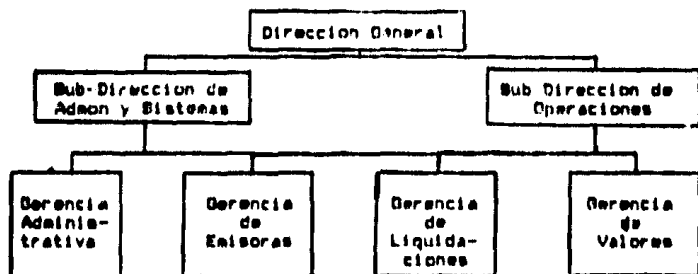 Direccion General
Sub-Direccion de
Admon y Sistemas
Sub Direccion de
Operaciones
Gerencia
Adminis-
trativa
Gerencia
de
Emisoras
Gerencia
de
Liquida-
ciones
Gerencia
de
Valores